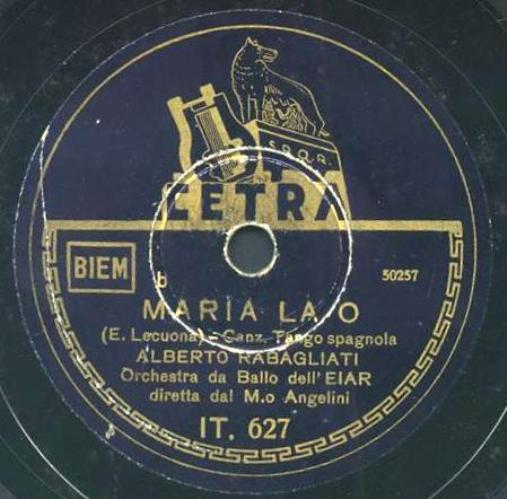 S.P.Q.R.
CETRA
BIEM
b
50257
MARIA LA O
(E. Lecuona) - Canz. Tango spagnola
ALBERTO RABAGLIATI
Orchestra da Ballo dell'EIAR
diretta dal M.o Angelini
IT. 627